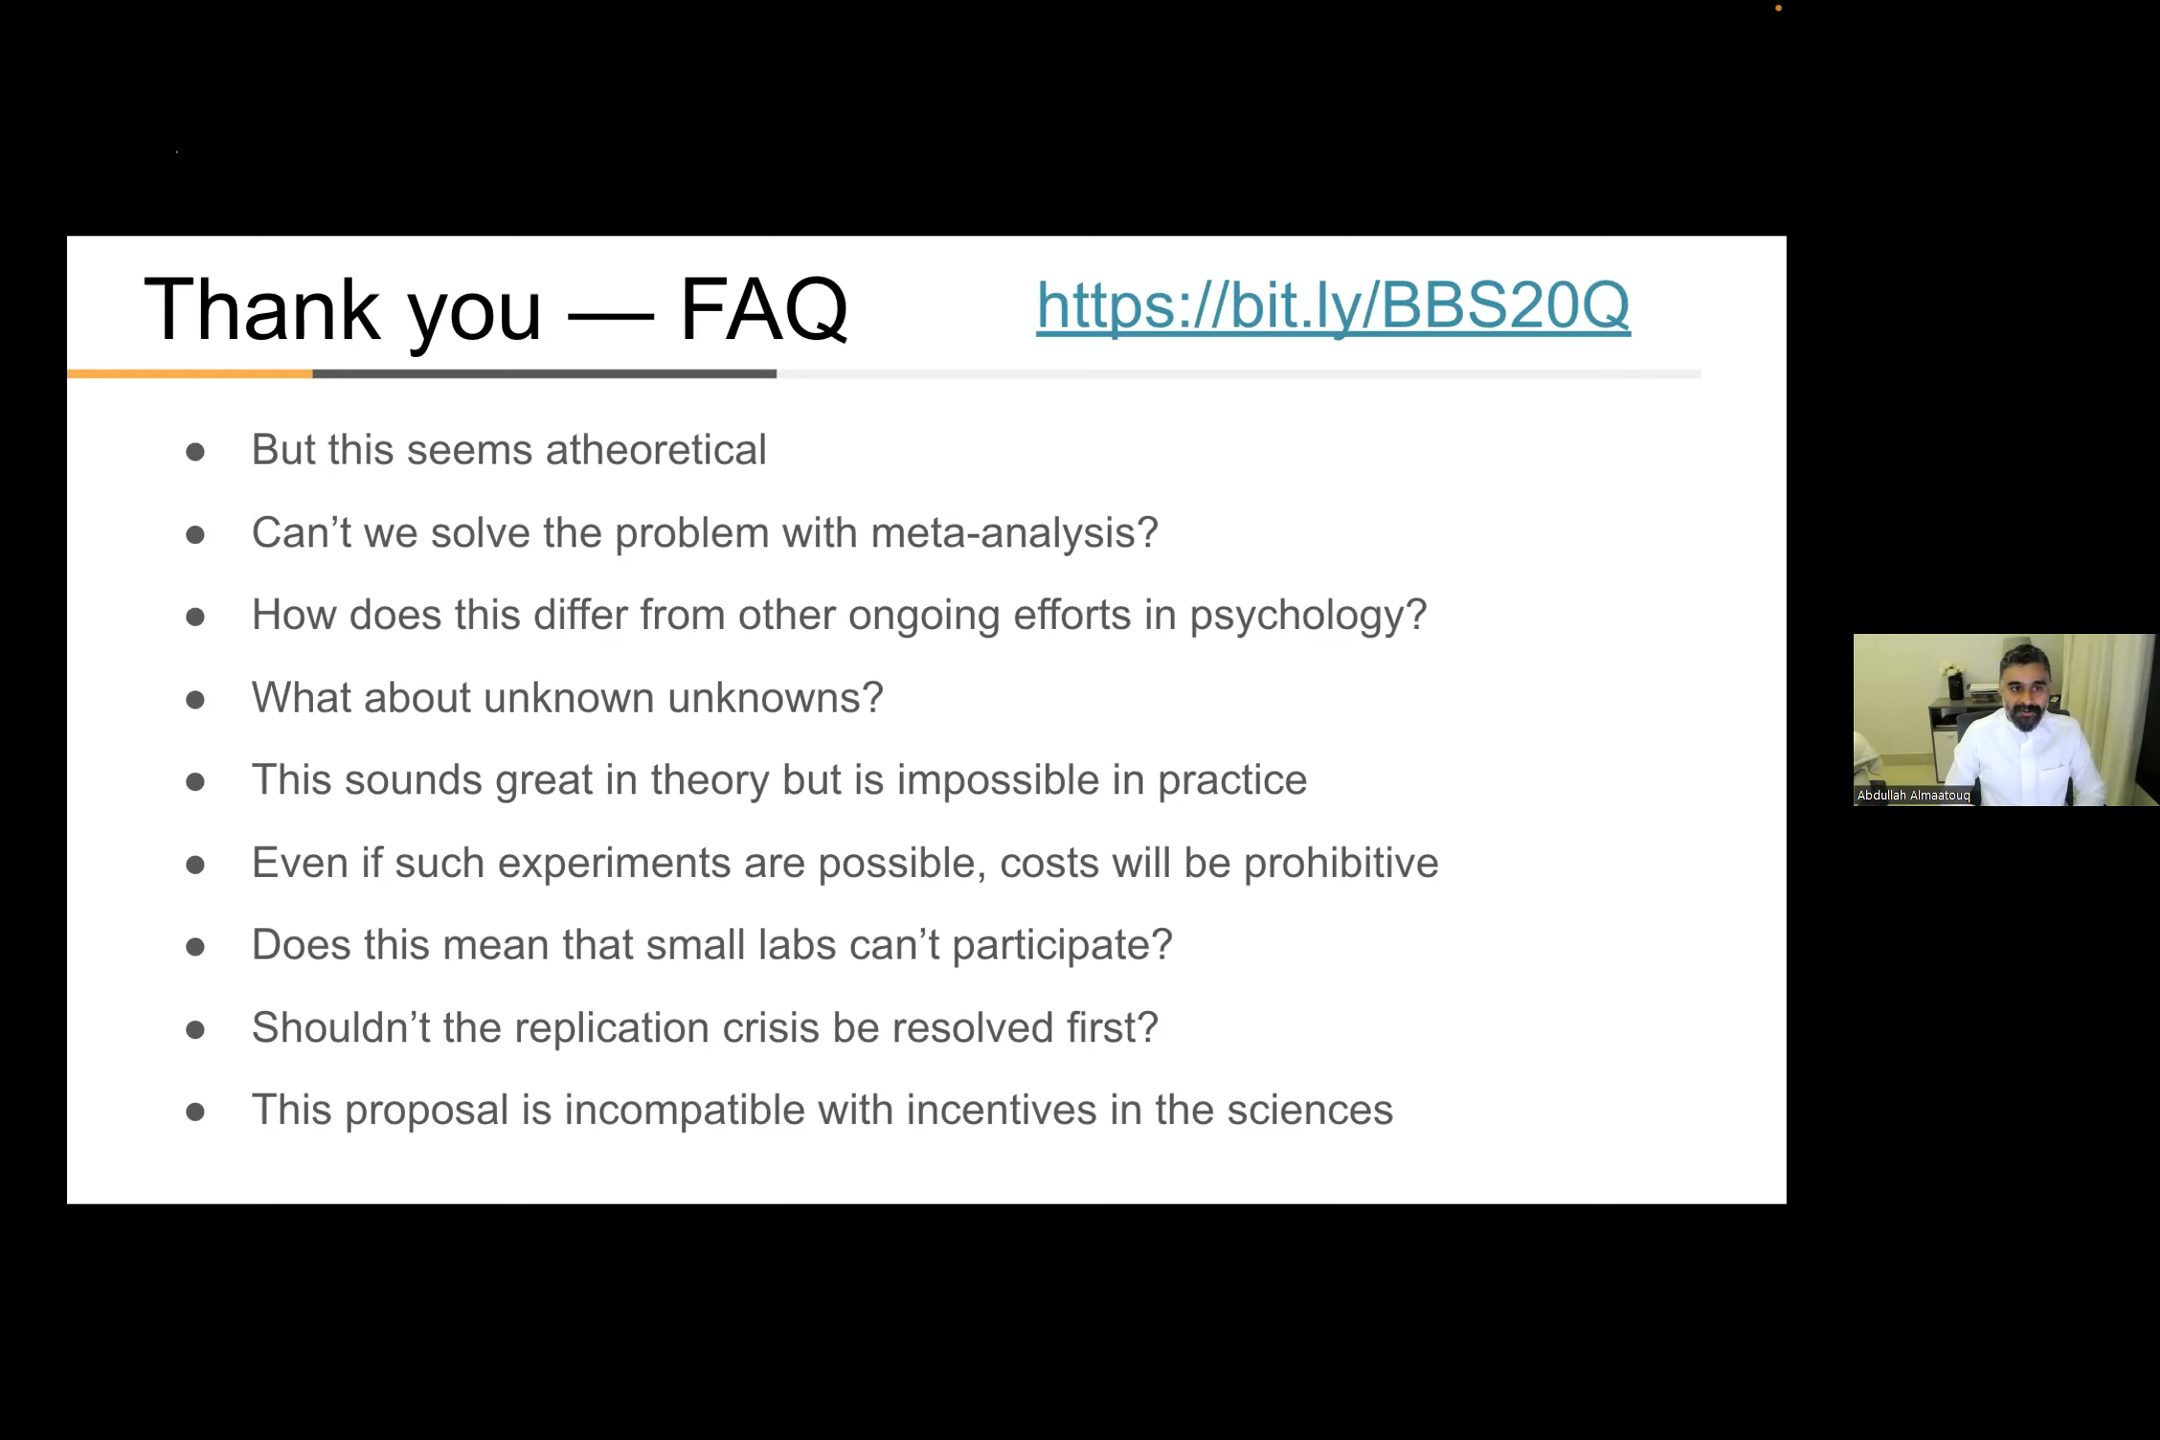 Thank you — FAQ
https://bit.ly/BBS20Q
● But this seems atheoretical
● Can’t we solve the problem with meta-analysis?
● How does this differ from other ongoing efforts in psychology?
● What about unknown unknowns?
● This sounds great in theory but is impossible in practice
● Even if such experiments are possible, costs will be prohibitive
● Does this mean that small labs can’t participate?
● Shouldn’t the replication crisis be resolved first?
● This proposal is incompatible with incentives in the sciences
Abdullah Almaatouq